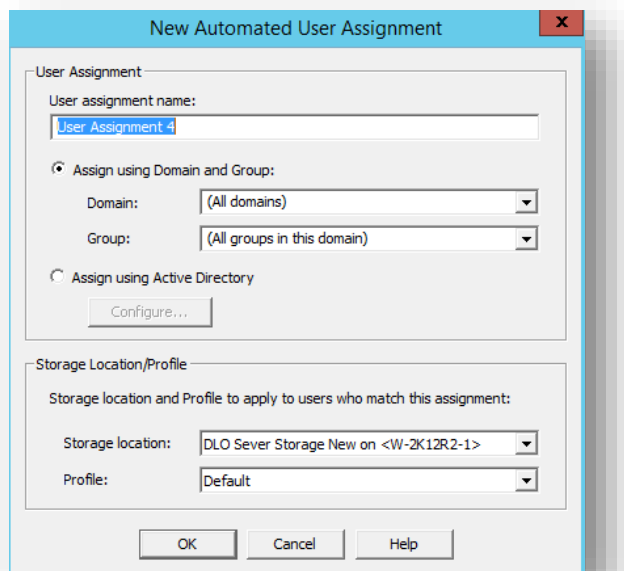 New Automated User Assignment
x
User Assignment
User assignment name:
User Assignment 4
Assign using Domain and Group:
Domain: (All domains)
Group: (All groups in this domain)
Assign using Active Directory
Configure...
Storage Location/Profile
Storage location and Profile to apply to users who match this assignment:
Storage location: DLO Sever Storage New on <W-2K12R2-1>
Profile: Default
OK Cancel Help